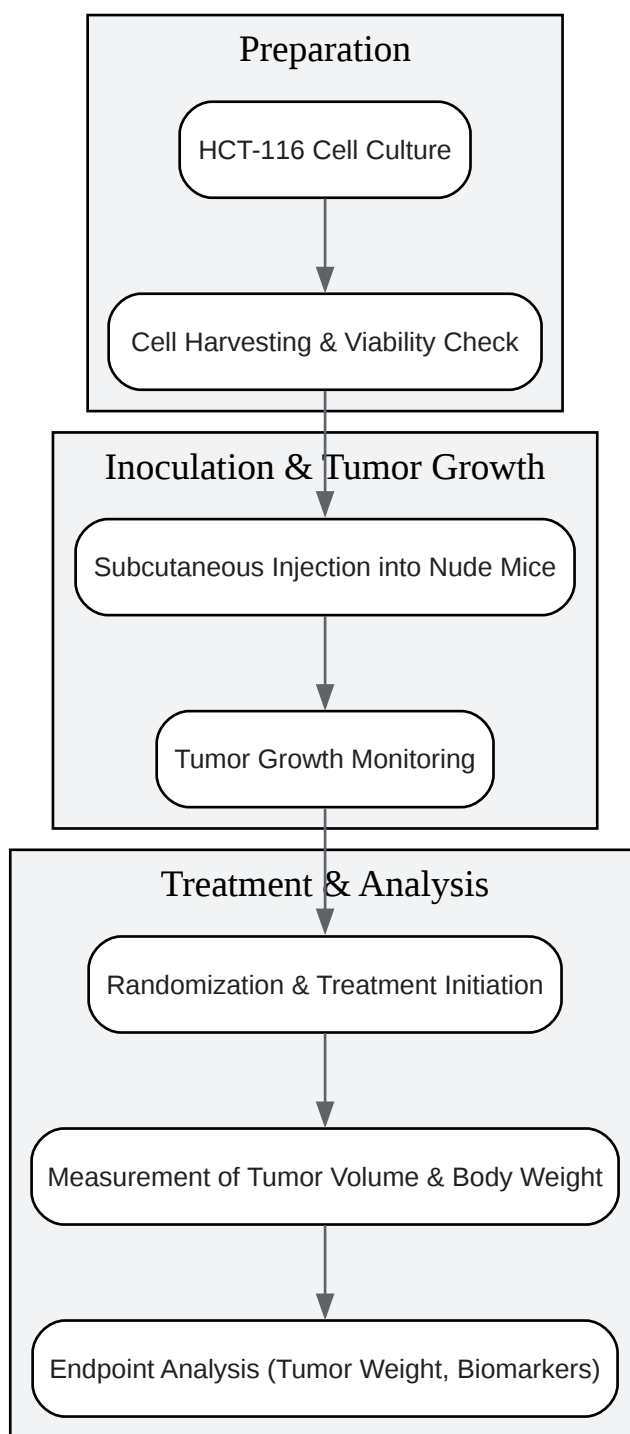 Preparation
HCT-116 Cell Culture
Cell Harvesting & Viability Check
Inoculation & Tumor Growth
Subcutaneous Injection into Nude Mice
Tumor Growth Monitoring
Treatment & Analysis
Randomization & Treatment Initiation
Measurement of Tumor Volume & Body Weight
Endpoint Analysis (Tumor Weight, Biomarkers)